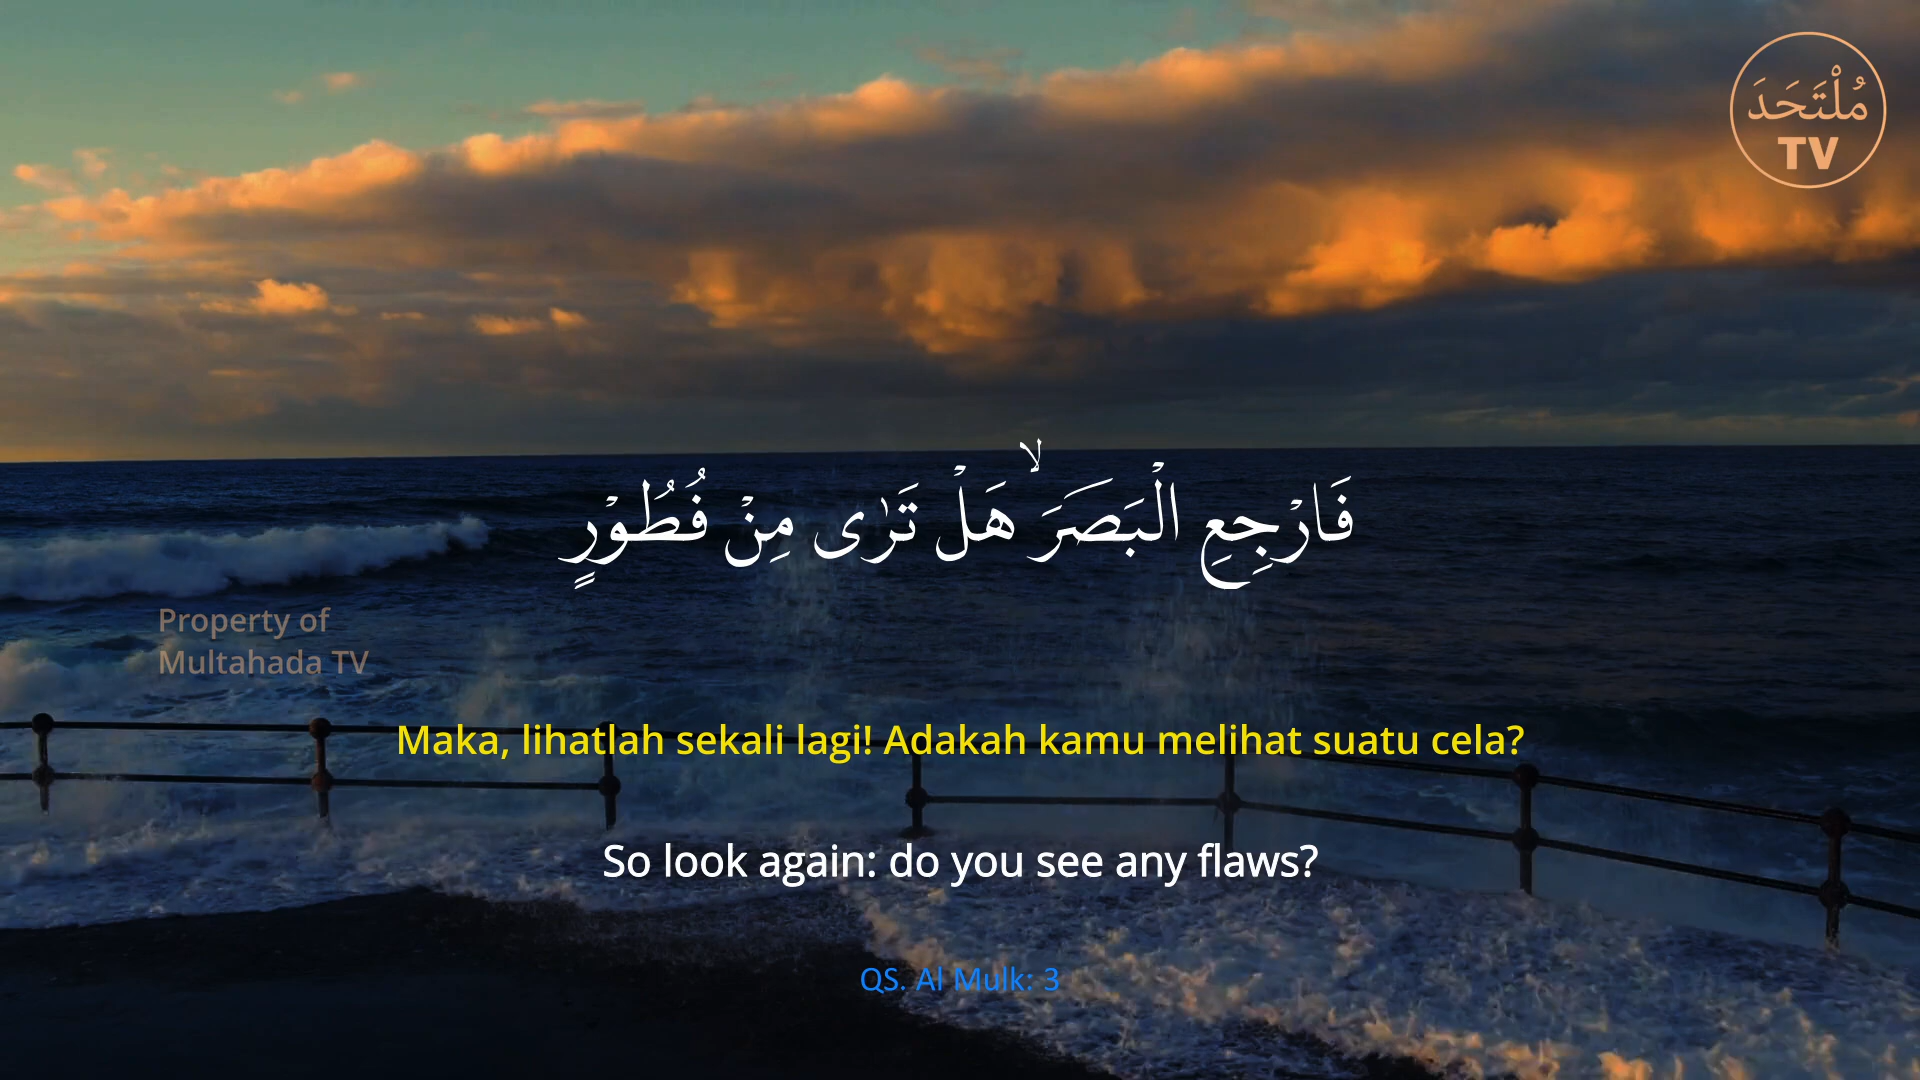 مُلْتَحَدَ
TV
فَارْجِعِ الْبَصَرَۙ هَلْ تَرٰى مِنْ فُطُوْرٍ
Property of
Multahada TV
Maka, lihatlah sekali lagi! Adakah kamu melihat suatu cela?
So look again: do you see any flaws?
QS. Al Mulk: 3